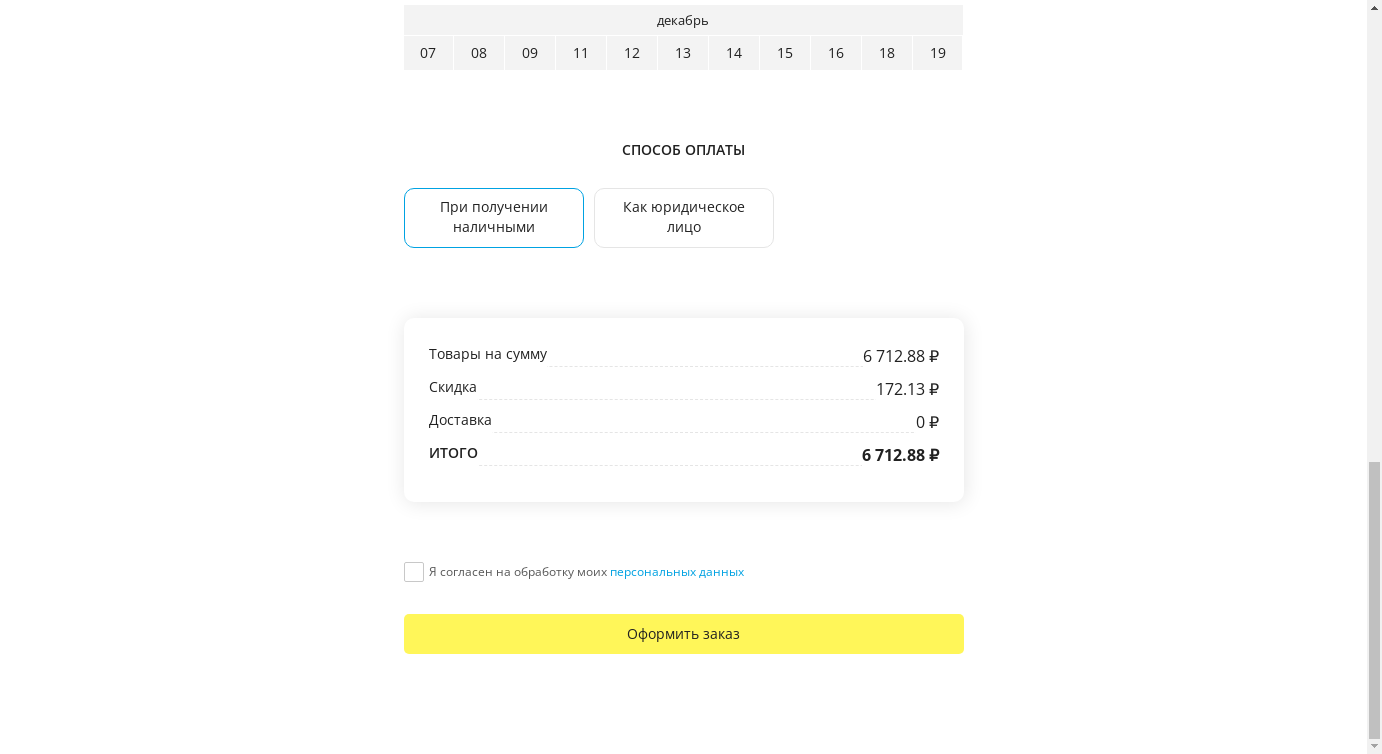 декабрь
07 08 09 11 12 13 14 15 16 18 19
СПОСОБ ОПЛАТЫ
При получении
наличными
Как юридическое
лицо
Товары на сумму 6 712.88 ₽
Скидка 172.13 ₽
Доставка 0 ₽
ИТОГО 6 712.88 ₽
Я согласен на обработку моих персональных данных
Оформить заказ